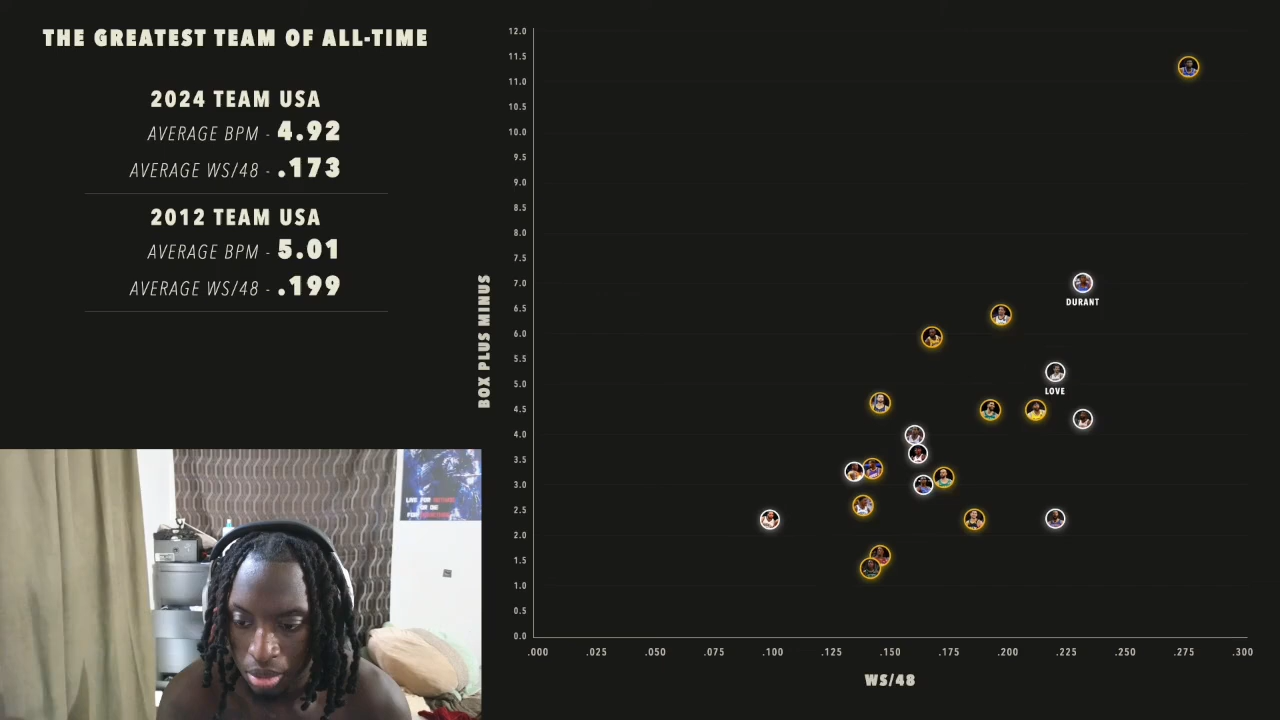 THE GREATEST TEAM OF ALL-TIME
2024 TEAM USA
AVERAGE BPM - 4.92
AVERAGE WS/48 - .173
2012 TEAM USA
AVERAGE BPM - 5.01
AVERAGE WS/48 - .199
BOX PLUS MINUS
12.0
11.5
11.0
10.5
10.0
9.5
9.0
8.5
8.0
7.5
7.0
6.5
6.0
5.5
5.0
4.5
4.0
3.5
3.0
2.5
2.0
1.5
1.0
0.5
0.0
DURANT
LOVE
.000 .025 .050 .075 .100 .125 .150 .175 .200 .225 .250 .275 .300
WS/48
LIVE FOR
OR DIE
FOR